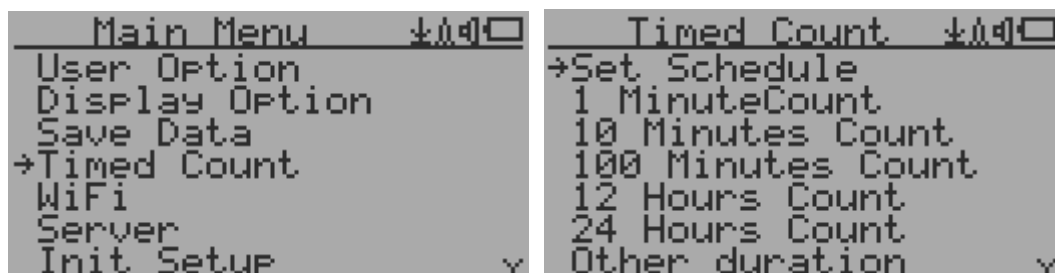 Main Menu
User Option
Display Option
Save Data
→Timed Count
WiFi
Server
Init Setup
Timed Count
→Set Schedule
1 MinuteCount
10 Minutes Count
100 Minutes Count
12 Hours Count
24 Hours Count
Other duration